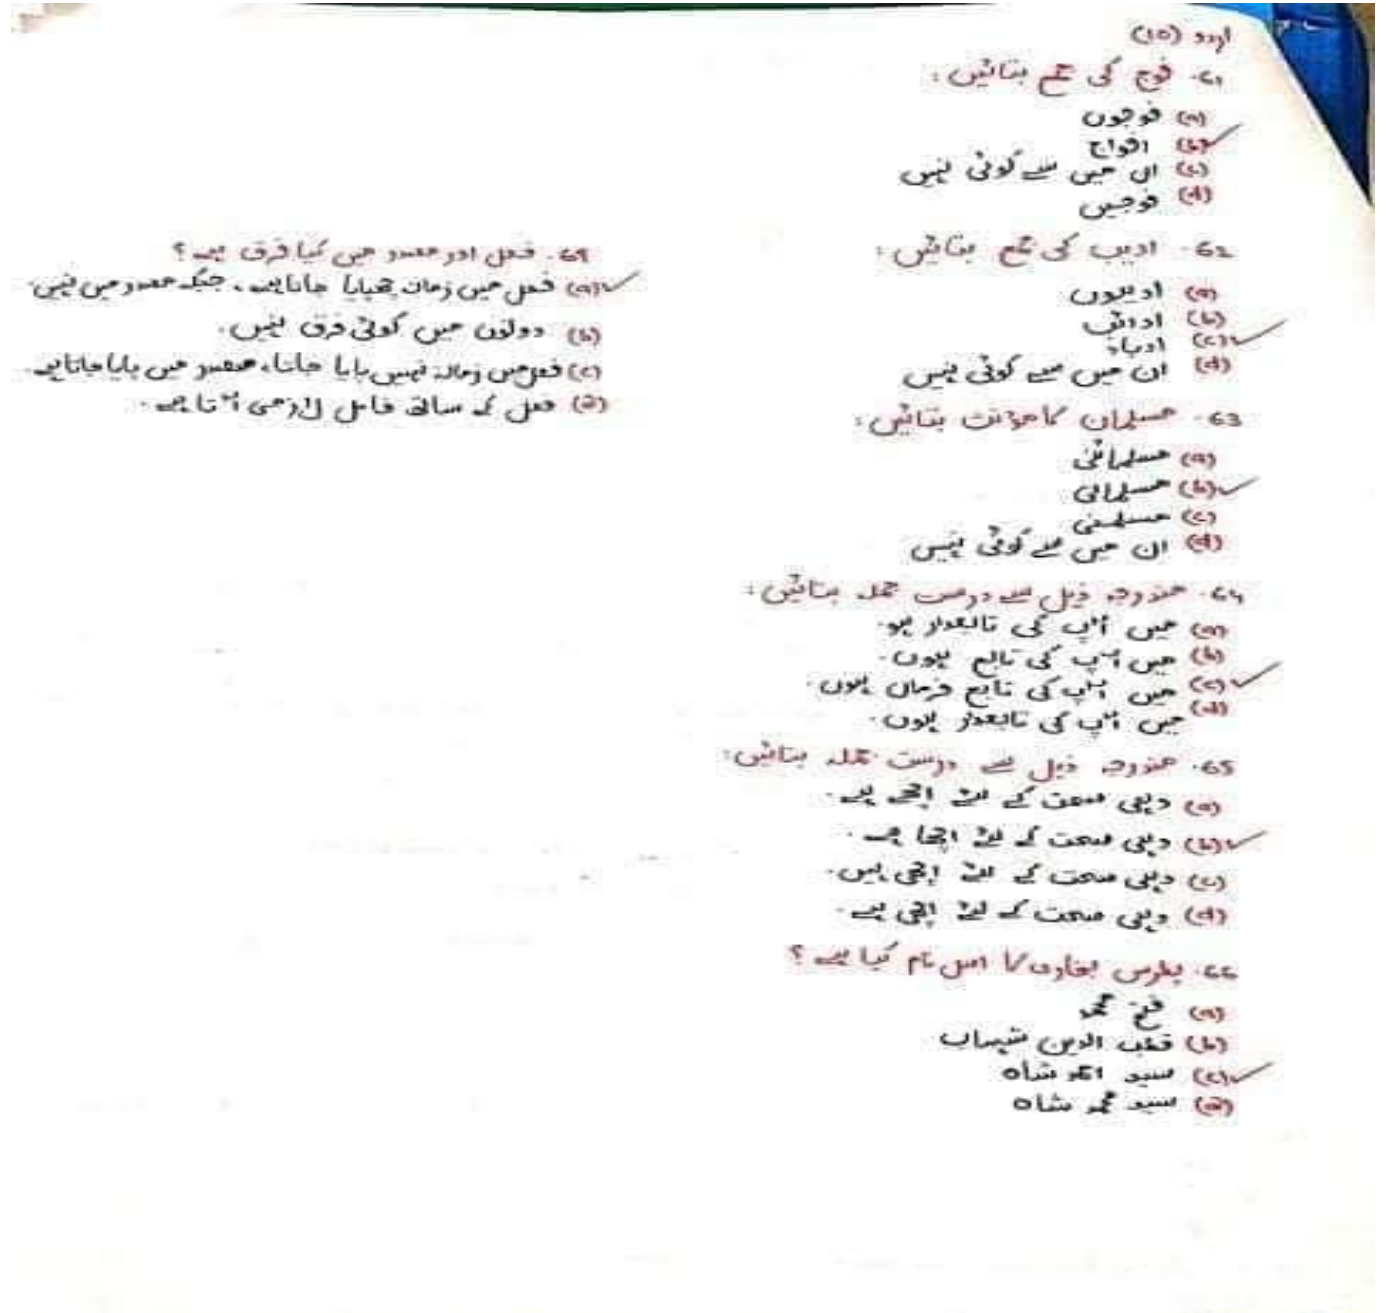 اردو (10)
61. فوج کی جمع بتائیں:
(a) فوجوں
(b) افواج
(c) ان میں سے کوئی نہیں
(d) فوجیں
62. ادیب کی جمع بتائیں:
(a) ادیبوں
(b)
(c) ادباء
(d) ان میں سے کوئی نہیں
63. مسلمان کا مؤنث بتائیں:
(a) مسلماننی
(b) مسلمانی
(c) مسلمنی
(d) ان میں سے کوئی نہیں
64. مندرجہ ذیل سے درست جملہ بتائیں:
(a) میں آپ کی تابعدار ہو۔
(b) میں آپ کی تابع ہوں۔
(c) میں آپ کی تابع فرمان ہوں۔
(d) میں آپ کی تابعدار ہوں۔
65. مندرجہ ذیل سے درست جملہ بتائیں:
(a) دہی صحت کے لئے اچھے ہے۔
(b) دہی صحت کے لئے اچھا ہے۔
(c) دہی صحت کے لئے اچھی ہیں۔
(d) دہی صحت کے لئے اچھی ہے۔
66. پطرس بخاری کا اصل نام کیا ہے؟
(a) فتح محمد
(b) قطب الدین شہاب
(c) سید احمد شاہ
(d) سید محمد شاہ
69. فعل اور مصدر میں کیا فرق ہے؟
(a) فعل میں زمانہ پایا جاتا ہے، جبکہ مصدر میں نہیں۔
(b) دونوں میں کوئی فرق نہیں۔
(c) فعل میں زمانہ نہیں پایا جاتا، مصدر میں پایا جاتا ہے۔
(d) فعل کے ساتھ فاعل لازمی آتا ہے۔